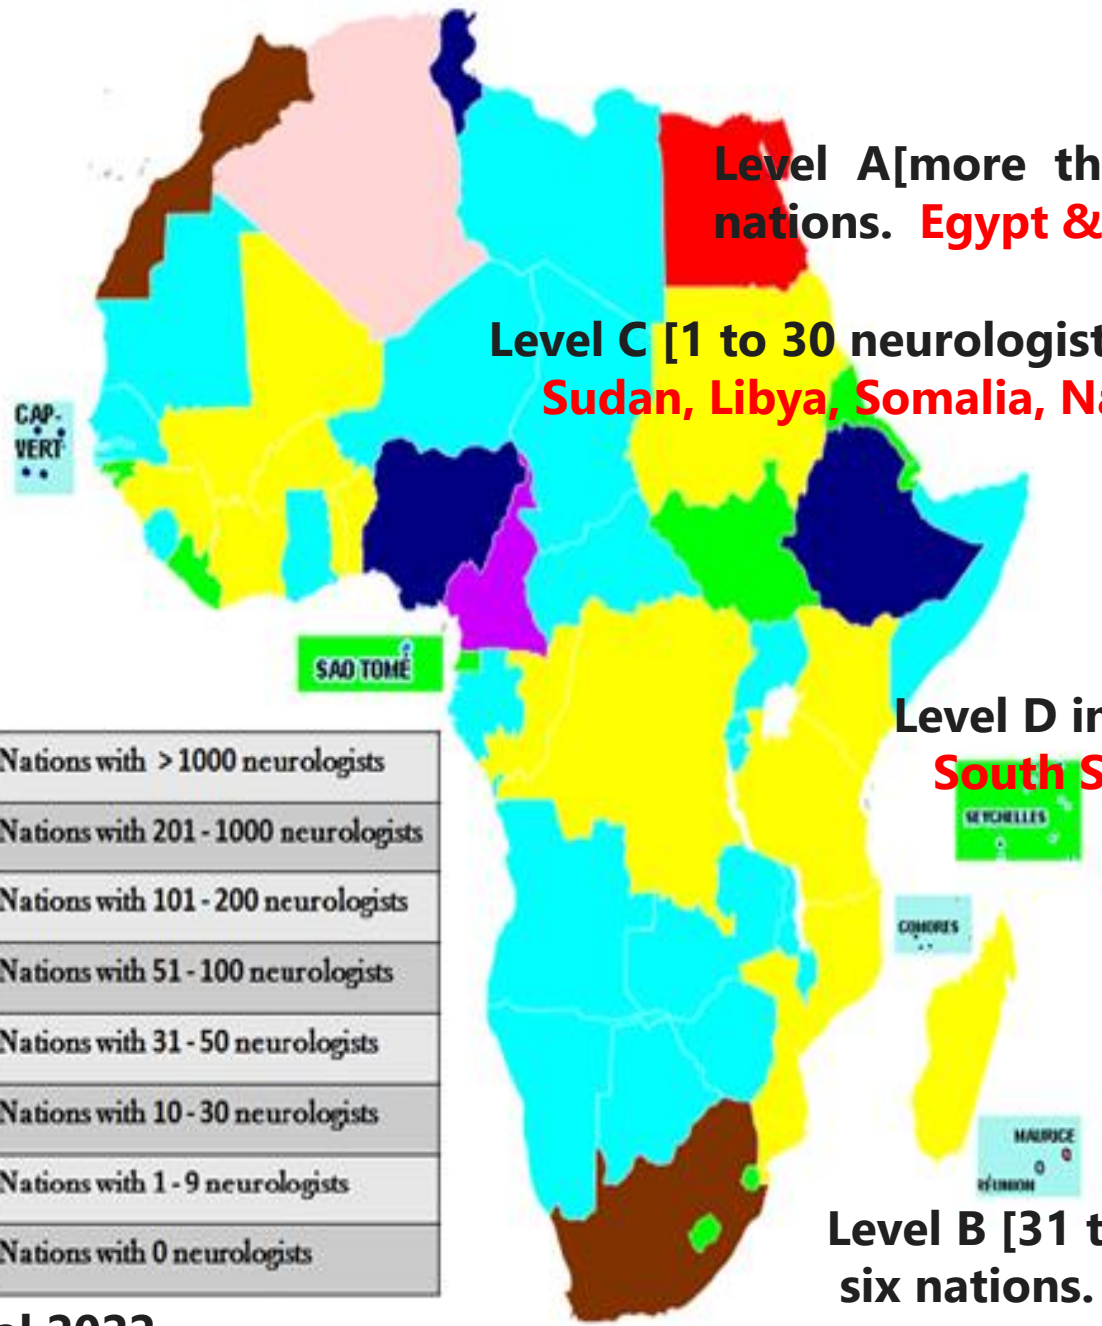 Level A[more th
nations. Egypt &
Level C [1 to 30 neurologist
Sudan, Libya, Somalia, Na
CAP-
VERT
SAO TOMÉ
Level D in
South S
SEYCHELLES
Nations with > 1000 neurologists
Nations with 201 - 1000 neurologists
Nations with 101 - 200 neurologists
Nations with 51 - 100 neurologists
Nations with 31 - 50 neurologists
Nations with 10 - 30 neurologists
Nations with 1 - 9 neurologists
Nations with 0 neurologists
COMORES
MAURICE
RÉUNION
Level B [31 t
six nations.